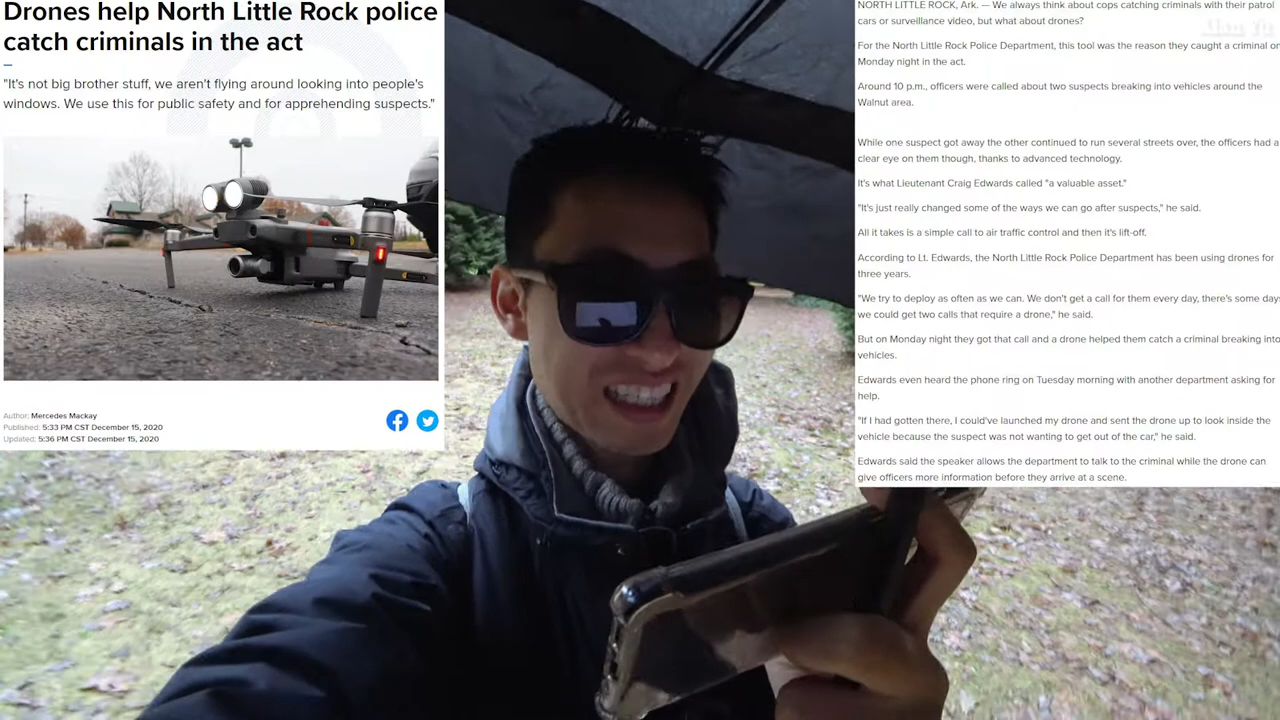 Drones help North Little Rock police
catch criminals in the act
"It's not big brother stuff, we aren't flying around looking into people's
windows. We use this for public safety and for apprehending suspects."
Author: Mercedes Mackay
Published: 5:33 PM CST December 15, 2020
Updated: 5:36 PM CST December 15, 2020
NORTH LITTLE ROCK, Ark. — We always think about cops catching criminals with their patrol
cars or surveillance video, but what about drones?
For the North Little Rock Police Department, this tool was the reason they caught a criminal on
Monday night in the act.
Around 10 p.m., officers were called about two suspects breaking into vehicles around the
Walnut area.
While one suspect got away the other continued to run several streets over, the officers had a
clear eye on them though, thanks to advanced technology.
It's what Lieutenant Craig Edwards called "a valuable asset."
"It's just really changed some of the ways we can go after suspects," he said.
All it takes is a simple call to air traffic control and then it's lift-off.
According to Lt. Edwards, the North Little Rock Police Department has been using drones for
three years.
"We try to deploy as often as we can. We don't get a call for them every day, there's some days
we could get two calls that require a drone," he said.
But on Monday night they got that call and a drone helped them catch a criminal breaking into
vehicles.
Edwards even heard the phone ring on Tuesday morning with another department asking for
help.
"If I had gotten there, I could've launched my drone and sent the drone up to look inside the
vehicle because the suspect was not wanting to get out of the car," he said.
Edwards said the speaker allows the department to talk to the criminal while the drone can
give officers more information before they arrive at a scene.